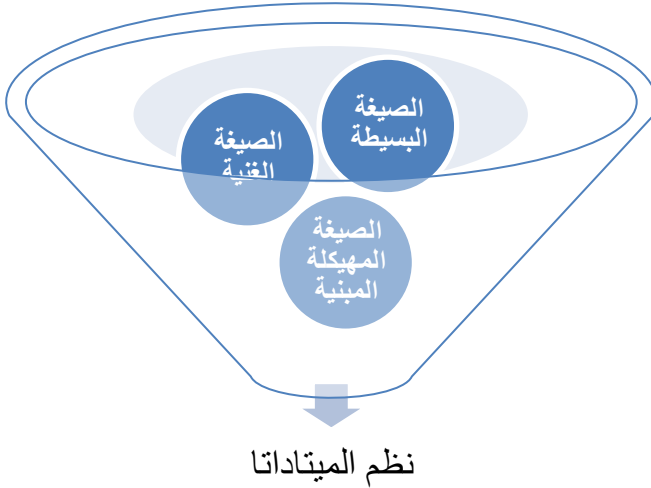 الصيغة
البسيطة
الصيغة
الغنية
الصيغة
المهيكلة
المبنية
نظم الميتاداتا